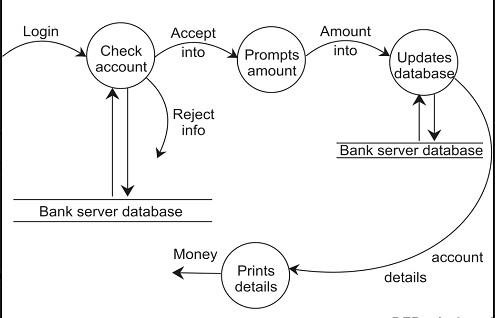 Login
Check
account
Accept
into
Prompts
amount
Amount
into
Updates
database
Reject
info
Bank server database
Bank server database
Money
Prints
details
account
details